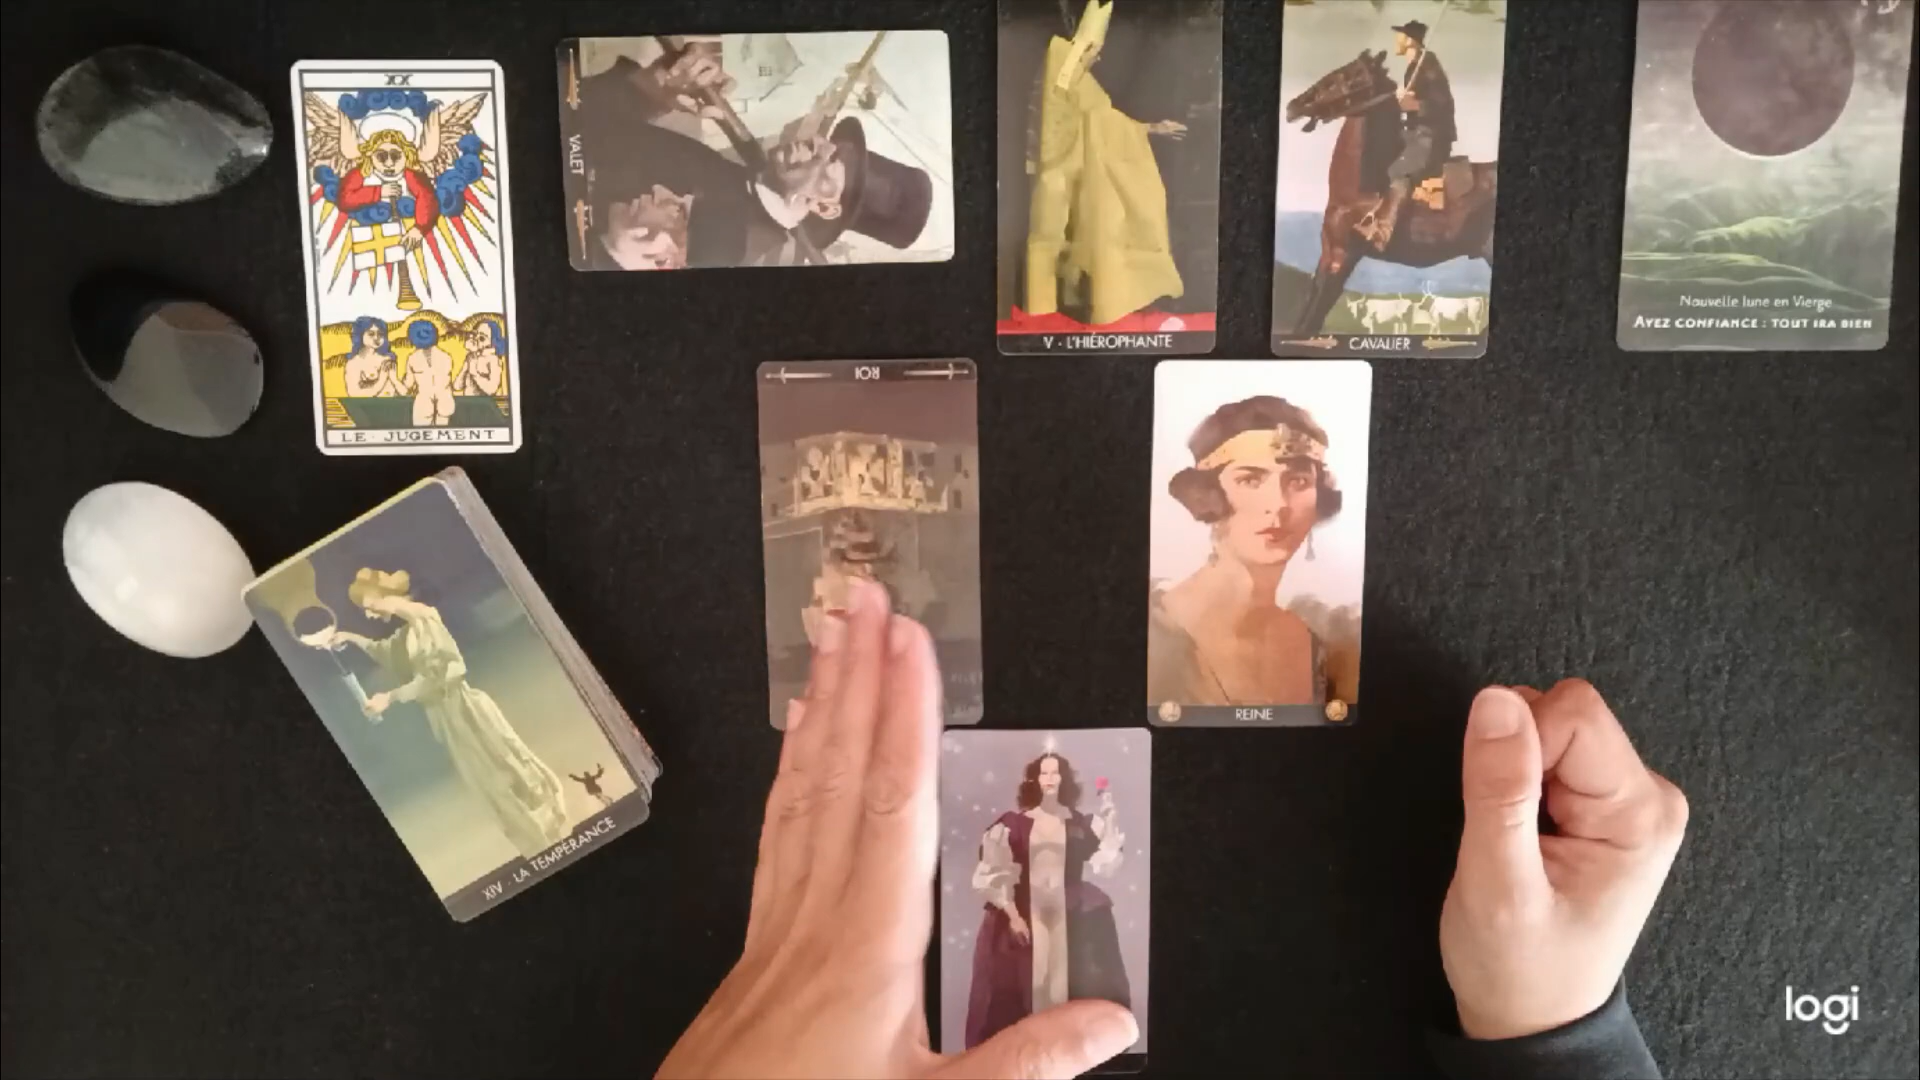 XX
LE·JUGEMENT
VALET
V - L'HIÉROPHANTE
CAVALIER
Nouvelle lune en Vierge
AYEZ CONFIANCE : TOUT IRA BIEN
ROI
REINE
XIV - LA TEMPÉRANCE
logi